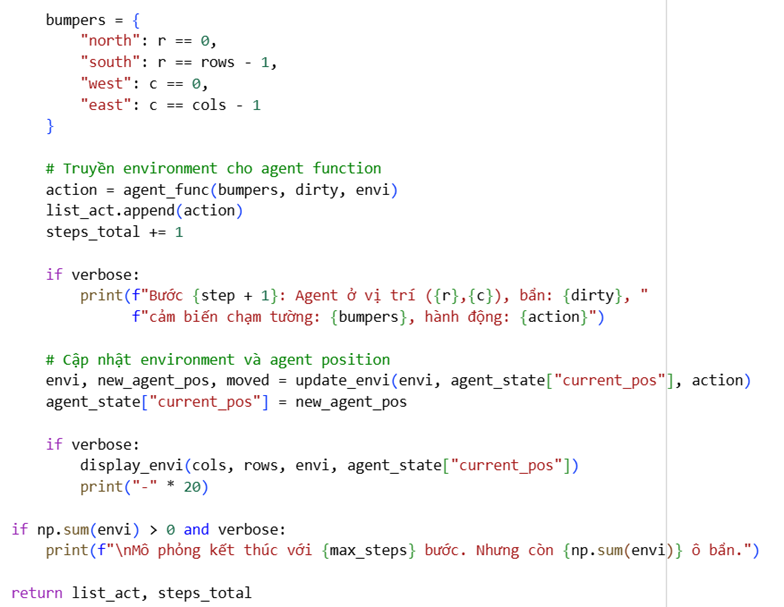 bumpers = {
"north": r == 0,
"south": r == rows - 1,
"west": c == 0,
"east": c == cols - 1
}
# Truyền environment cho agent function
action = agent_func(bumpers, dirty, envi)
list_act.append(action)
steps_total += 1
if verbose:
print(f"Bước {step + 1}: Agent ở vị trí ({r},{c}), bẩn: {dirty}, "
f"cảm biến chạm tường: {bumpers}, hành động: {action}")
# Cập nhật environment và agent position
envi, new_agent_pos, moved = update_envi(envi, agent_state["current_pos"], action)
agent_state["current_pos"] = new_agent_pos
if verbose:
display_envi(cols, rows, envi, agent_state["current_pos"])
print("-" * 20)
if np.sum(envi) > 0 and verbose:
print(f"\nMô phỏng kết thúc với {max_steps} bước. Nhưng còn {np.sum(envi)} ô bẩn.")
return list_act, steps_total